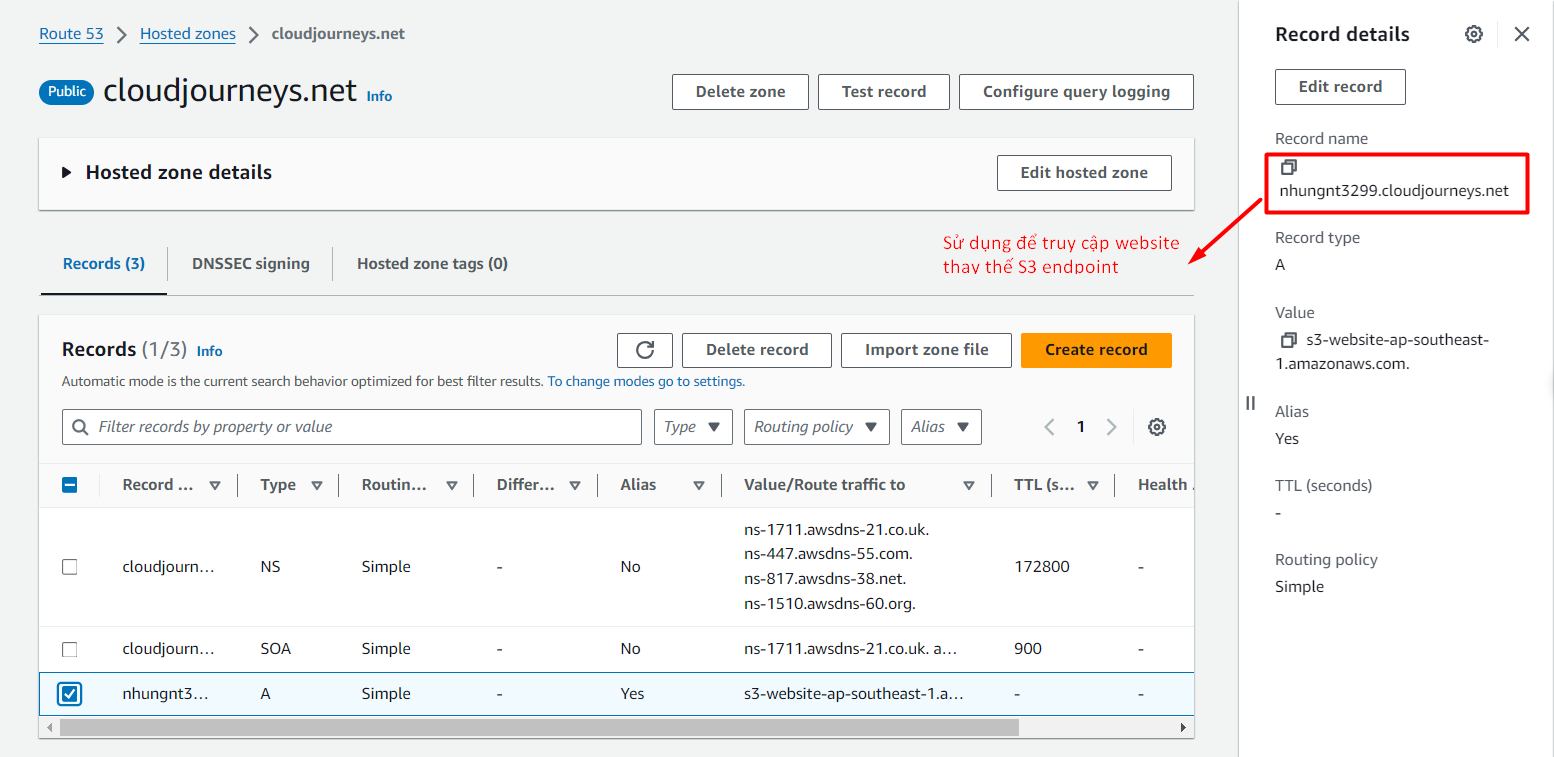 Route 53 > Hosted zones > cloudjourneys.net
Public cloudjourneys.net Info
Delete zone Test record Configure query logging
Hosted zone details
Edit hosted zone
Records (3) DNSSEC signing Hosted zone tags (0)
Sử dụng để truy cập website
thay thế S3 endpoint
Records (1/3) Info
Delete record Import zone file Create record
Automatic mode is the current search behavior optimized for best filter results. To change modes go to settings.
Filter records by property or value Type Routing policy Alias 1
Record ... Type Routin... Differ... Alias Value/Route traffic to TTL (s... Health .
ns-1711.awsdns-21.co.uk.
ns-447.awsdns-55.com.
cloudjourn... NS Simple - No 172800 -
ns-817.awsdns-38.net.
ns-1510.awsdns-60.org.
cloudjourn... SOA Simple - No ns-1711.awsdns-21.co.uk. a... 900 -
nhungnt3... A Simple - Yes s3-website-ap-southeast-1.a... - -
Record details
Edit record
Record name
nhungnt3299.cloudjourneys.net
Record type
A
Value
s3-website-ap-southeast-
1.amazonaws.com.
Alias
Yes
TTL (seconds)
-
Routing policy
Simple